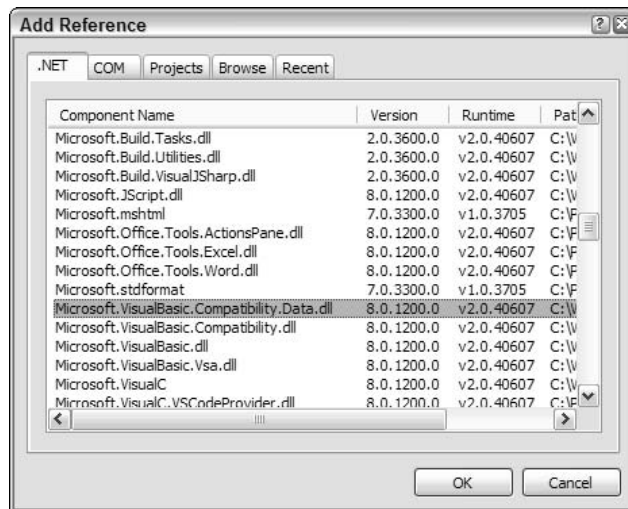 Add Reference
.NET COM Projects Browse Recent
Component Name Version Runtime Pat
Microsoft.Build.Tasks.dll 2.0.3600.0 v2.0.40607 C:\W
Microsoft.Build.Utilities.dll 2.0.3600.0 v2.0.40607 C:\W
Microsoft.Build.VisualJSharp.dll 2.0.3600.0 v2.0.40607 C:\W
Microsoft.JScript.dll 8.0.1200.0 v2.0.40607 C:\W
Microsoft.mshtml 7.0.3300.0 v1.0.3705 C:\P
Microsoft.Office.Tools.ActionsPane.dll 8.0.1200.0 v2.0.40607 C:\P
Microsoft.Office.Tools.Excel.dll 8.0.1200.0 v2.0.40607 C:\P
Microsoft.Office.Tools.Word.dll 8.0.1200.0 v2.0.40607 C:\P
Microsoft.stdformat 7.0.3300.0 v1.0.3705 C:\P
Microsoft.VisualBasic.Compatibility.Data.dll 8.0.1200.0 v2.0.40607 C:\W
Microsoft.VisualBasic.Compatibility.dll 8.0.1200.0 v2.0.40607 C:\W
Microsoft.VisualBasic.dll 8.0.1200.0 v2.0.40607 C:\W
Microsoft.VisualBasic.Vsa.dll 8.0.1200.0 v2.0.40607 C:\W
Microsoft.VisualC 8.0.1200.0 v2.0.40607 C:\W
Microsoft.VisualC.VSCodeProvider.dll 8.0.1200.0 v2.0.40607 C:\P
OK Cancel